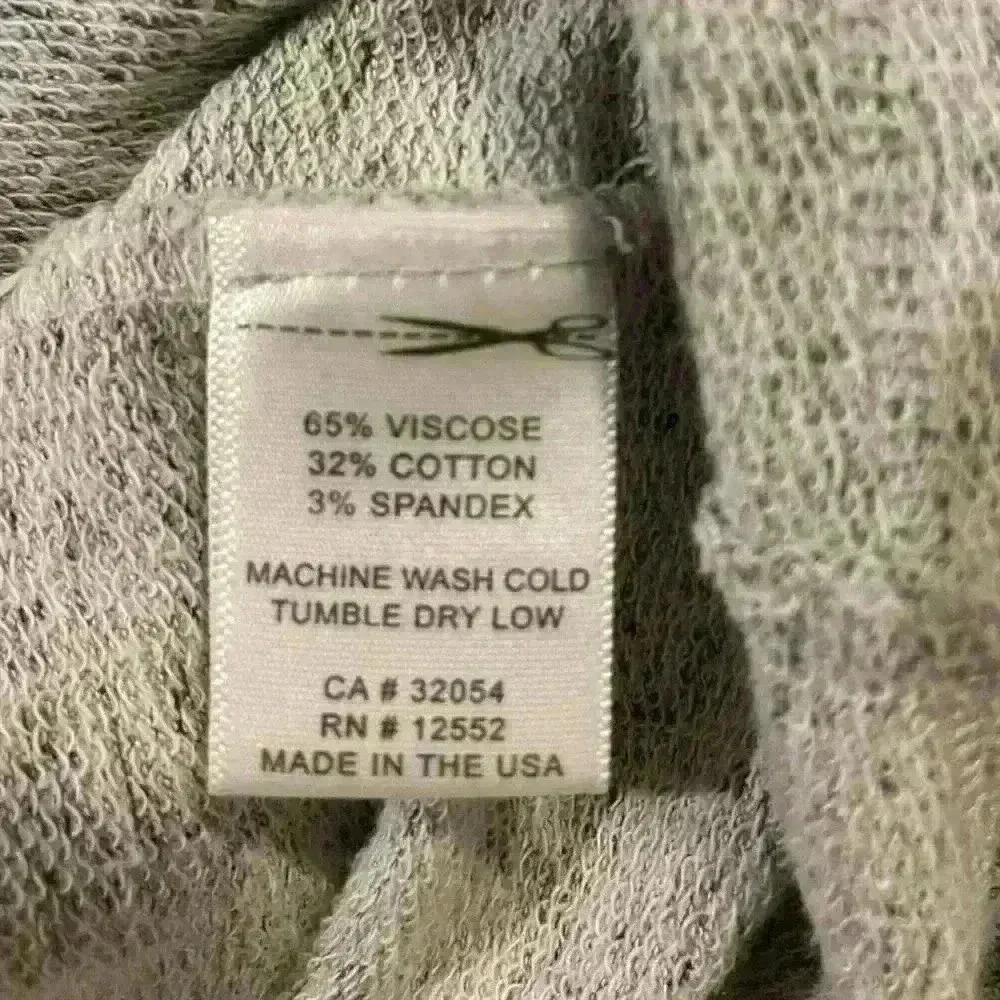 65% VISCOSE
32% COTTON
3% SPANDEX
MACHINE WASH COLD
TUMBLE DRY LOW
CA # 32054
RN # 12552
MADE IN THE USA